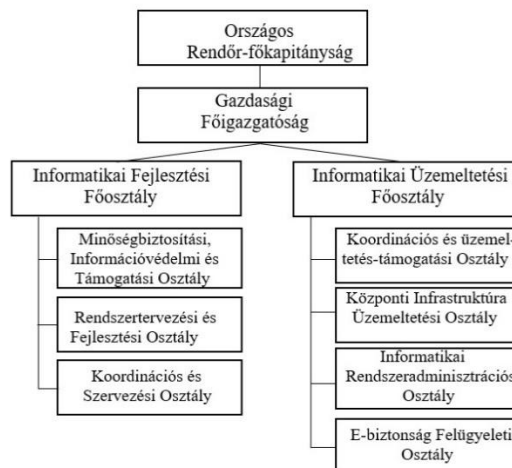 Országos
Rendőr-főkapitányság
Gazdasági
Főigazgatóság
Informatikai Fejlesztési
Főosztály
Minőségbiztosítási,
Információvédelmi és
Támogatási Osztály
Rendszertervezési és
Fejlesztési Osztály
Koordinációs és
Szervezési Osztály
Informatikai Üzemeltetési
Főosztály
Koordinációs és üzemel-
tetés-támogatási Osztály
Központi Infrastruktúra
Üzemeltetési Osztály
Informatikai
Rendszeradminisztrációs
Osztály
E-biztonság Felügyeleti
Osztály